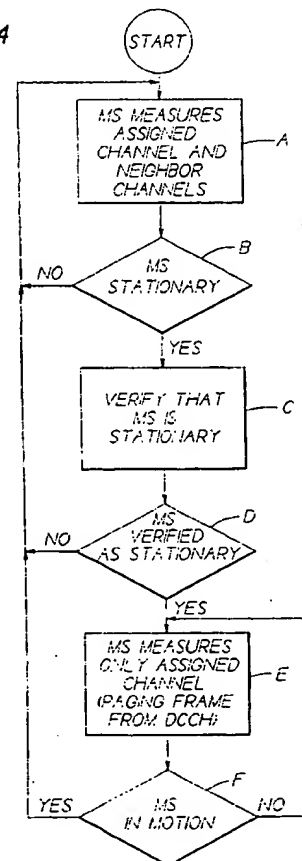 4
START
MS MEASURES
ASSIGNED
CHANNEL AND
NEIGHBOR
CHANNELS
A
B
NO
MS
STATIONARY
YES
VERIFY THAT
MS IS
STATIONARY
C
MS
VERIFIED
AS STATIONARY
D
NO
YES
MS MEASURES
ONLY ASSIGNED
CHANNEL
(PAGING FRAME
FROM DCCH)
E
F
YES
MS
IN MOTION
NO